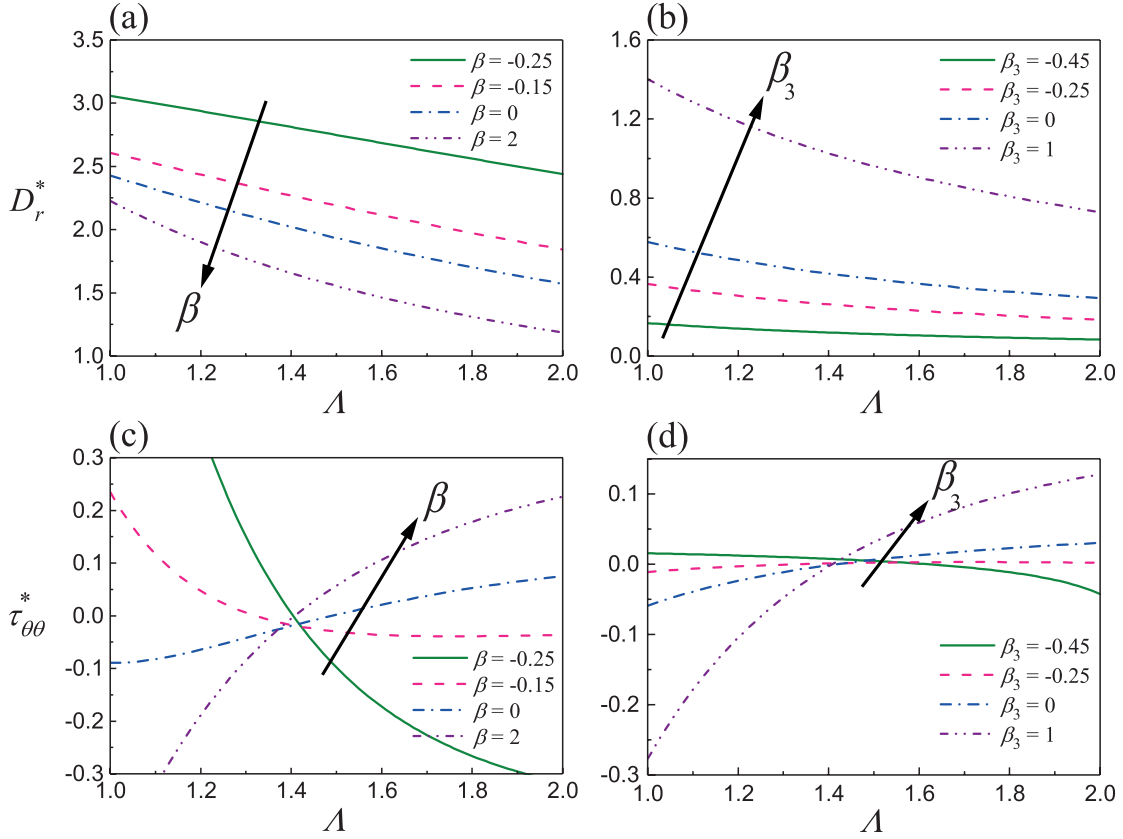 (a)
3.5
3.0
2.5
2.0
1.5
1.0
1.0 1.2 1.4 1.6 1.8 2.0
Λ
D*r
β = -0.25
β = -0.15
β = 0
β = 2
β
(b)
1.6
1.2
0.8
0.4
0.0
1.0 1.2 1.4 1.6 1.8 2.0
Λ
β3 = -0.45
β3 = -0.25
β3 = 0
β3 = 1
β3
(c)
0.3
0.2
0.1
0.0
-0.1
-0.2
-0.3
1.0 1.2 1.4 1.6 1.8 2.0
Λ
τ*θθ
β
β = -0.25
β = -0.15
β = 0
β = 2
(d)
0.1
0.0
-0.1
-0.2
-0.3
1.0 1.2 1.4 1.6 1.8 2.0
Λ
β3
β3 = -0.45
β3 = -0.25
β3 = 0
β3 = 1